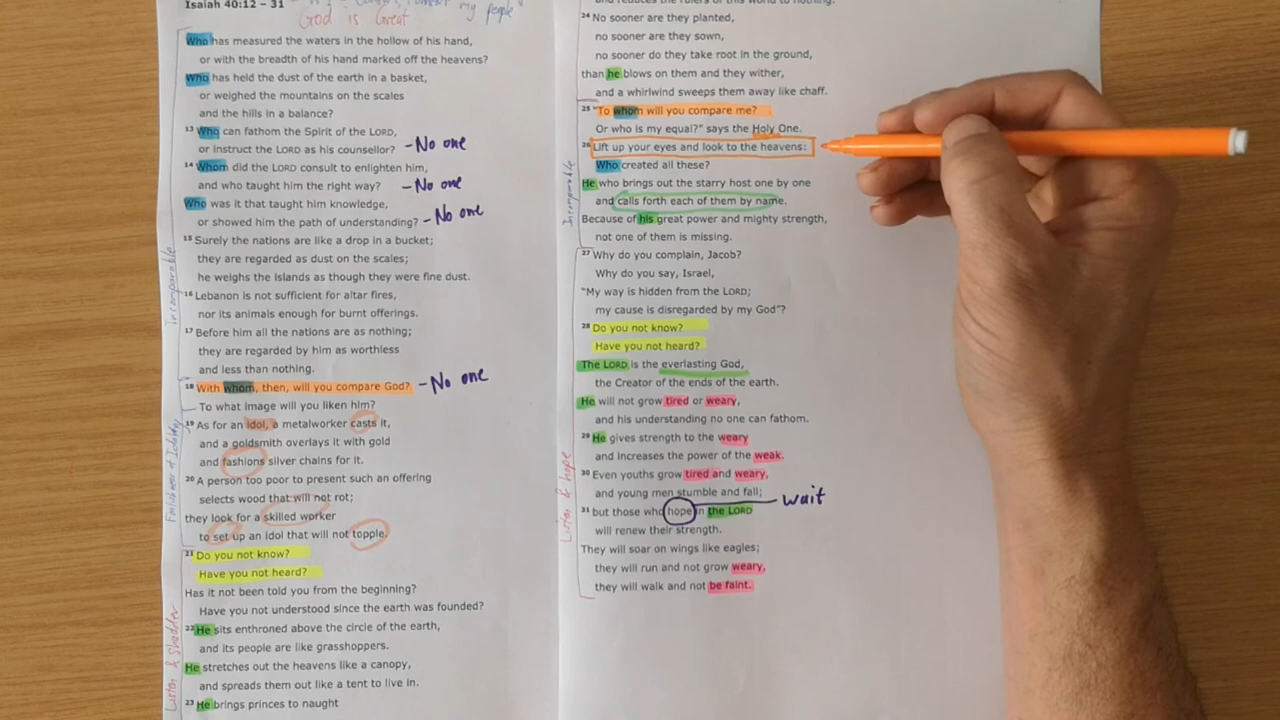 Isaiah 40:12 – 31
comfort my people"
God is Great
Who has measured the waters in the hollow of his hand,
or with the breadth of his hand marked off the heavens?
Who has held the dust of the earth in a basket,
or weighed the mountains on the scales
and the hills in a balance?
13 Who can fathom the Spirit of the LORD,
or instruct the LORD as his counsellor? - No one
14 Whom did the LORD consult to enlighten him,
and who taught him the right way? - No one
Who was it that taught him knowledge,
or showed him the path of understanding? - No one
15 Surely the nations are like a drop in a bucket;
they are regarded as dust on the scales;
he weighs the islands as though they were fine dust.
16 Lebanon is not sufficient for altar fires,
nor its animals enough for burnt offerings.
17 Before him all the nations are as nothing;
they are regarded by him as worthless
and less than nothing.
Incomparable
18 With whom, then, will you compare God? - No one
To what image will you liken him?
19 As for an idol, a metalworker casts it,
and a goldsmith overlays it with gold
and fashions silver chains for it.
20 A person too poor to present such an offering
selects wood that will not rot;
they look for a skilled worker
to set up an idol that will not topple.
Foolishness of Idolatry
21 Do you not know?
Have you not heard?
Has it not been told you from the beginning?
Have you not understood since the earth was founded?
22 He sits enthroned above the circle of the earth,
and its people are like grasshoppers.
He stretches out the heavens like a canopy,
and spreads them out like a tent to live in.
23 He brings princes to naught
Listen & Shudder
and reduces the rulers of this world to nothing.
24 No sooner are they planted,
no sooner are they sown,
no sooner do they take root in the ground,
than he blows on them and they wither,
and a whirlwind sweeps them away like chaff.
25 "To whom will you compare me?
Or who is my equal?" says the Holy One.
26 Lift up your eyes and look to the heavens:
Who created all these?
He who brings out the starry host one by one
and calls forth each of them by name.
Because of his great power and mighty strength,
not one of them is missing.
Incomparable
27 Why do you complain, Jacob?
Why do you say, Israel,
"My way is hidden from the LORD;
my cause is disregarded by my God"?
28 Do you not know?
Have you not heard?
The LORD is the everlasting God,
the Creator of the ends of the earth.
He will not grow tired or weary,
and his understanding no one can fathom.
29 He gives strength to the weary
and increases the power of the weak.
30 Even youths grow tired and weary,
and young men stumble and fall;
wait
31 but those who hope in the LORD
will renew their strength.
They will soar on wings like eagles;
they will run and not grow weary,
they will walk and not be faint.
Listen & hope